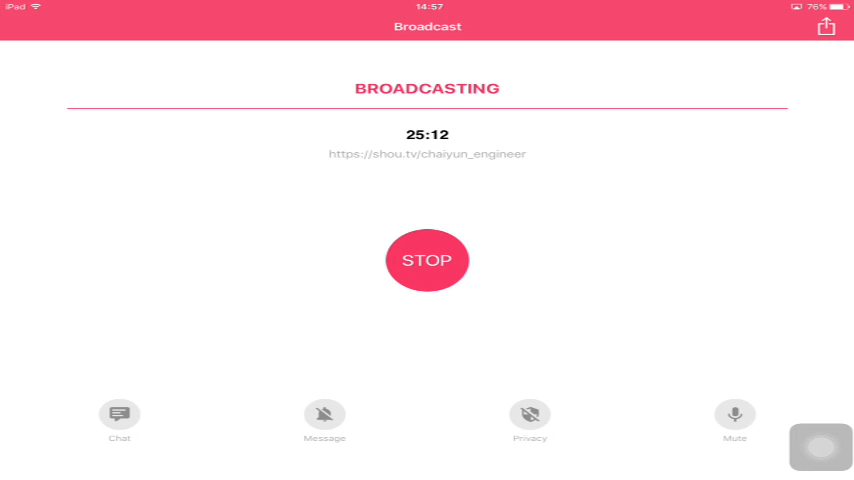 iPad 14:57 76%
Broadcast
BROADCASTING
25:12
https://shou.tv/chaiyun_engineer
STOP
Chat Message Privacy Mute